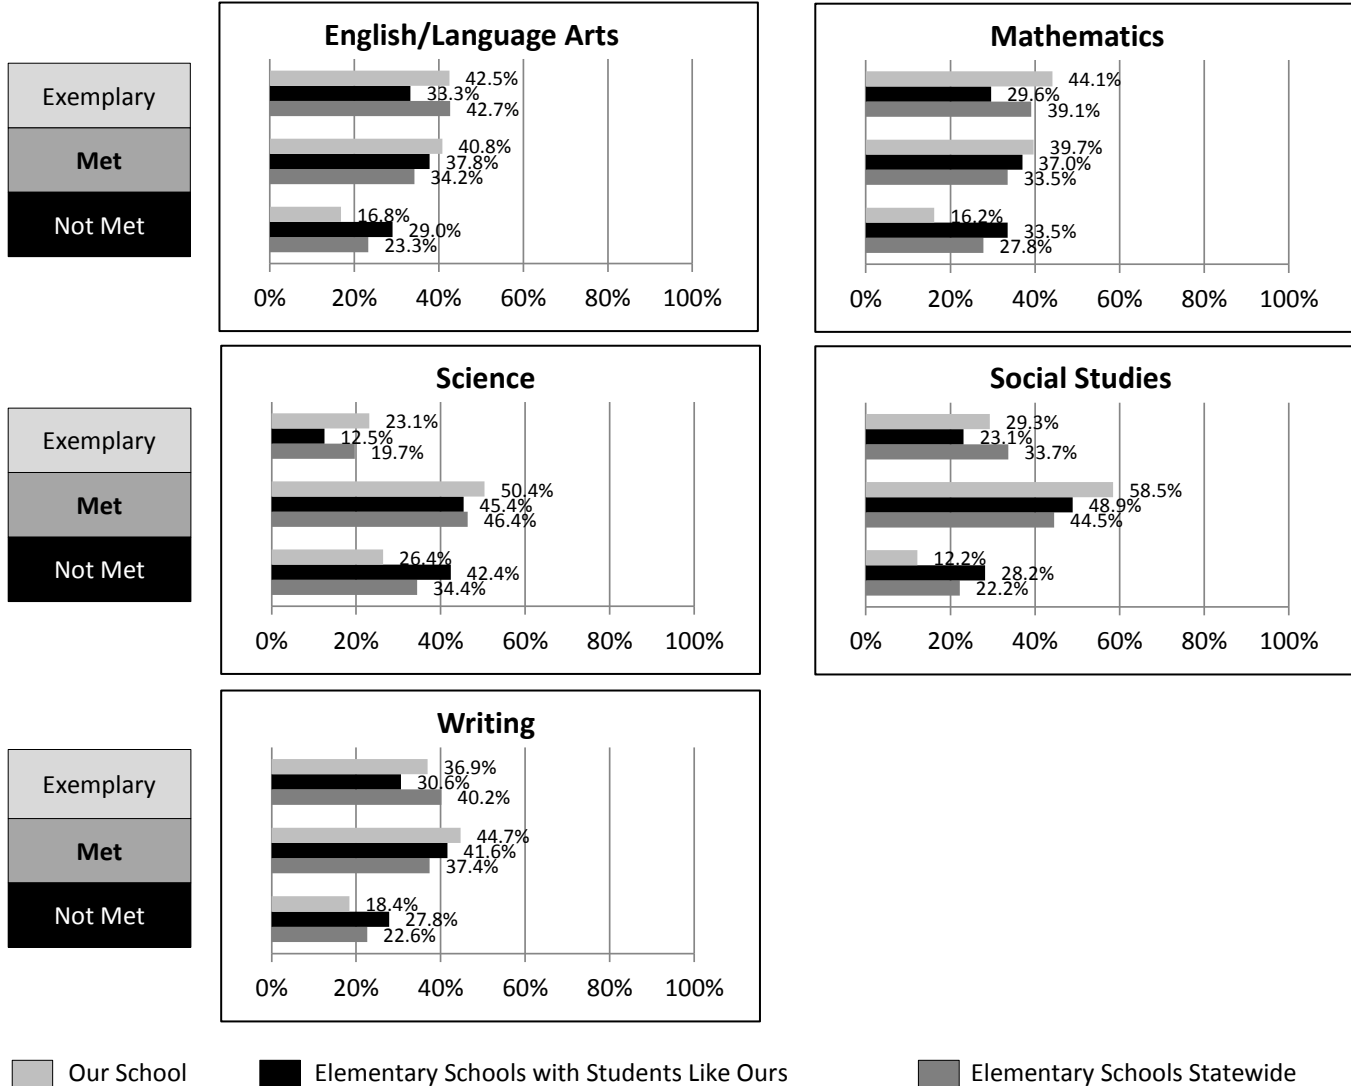 English/Language Arts
Exemplary
Met
Not Met
42.5%
33.3%
42.7%
40.8%
37.8%
34.2%
16.8%
29.0%
23.3%
0% 20% 40% 60% 80% 100%
Mathematics
44.1%
29.6%
39.1%
39.7%
37.0%
33.5%
16.2%
33.5%
27.8%
0% 20% 40% 60% 80% 100%
Science
Exemplary
Met
Not Met
23.1%
12.5%
19.7%
50.4%
45.4%
46.4%
26.4%
42.4%
34.4%
0% 20% 40% 60% 80% 100%
Social Studies
29.3%
23.1%
33.7%
58.5%
48.9%
44.5%
12.2%
28.2%
22.2%
0% 20% 40% 60% 80% 100%
Writing
Exemplary
Met
Not Met
36.9%
30.6%
40.2%
44.7%
41.6%
37.4%
18.4%
27.8%
22.6%
0% 20% 40% 60% 80% 100%
Our School Elementary Schools with Students Like Ours Elementary Schools Statewide